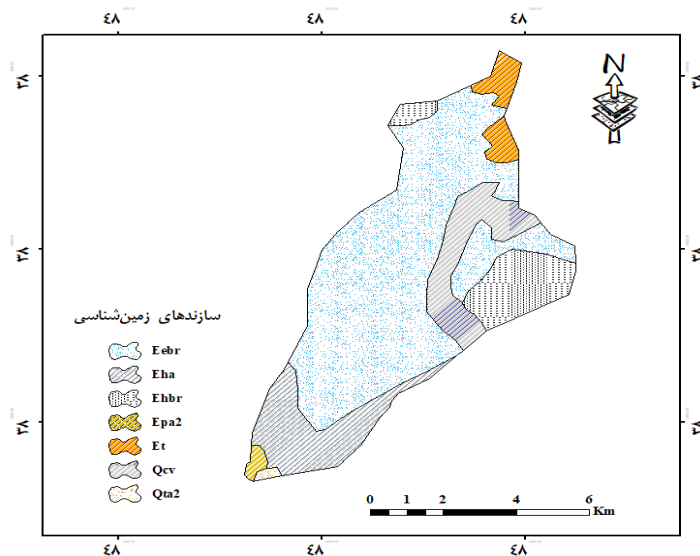 ۴۸ ۴۸ ۴۸
۳۸ ۳۸
N
۳۸ ۳۸
سازندهای زمین‌شناسی
Eebr
Eha
Ehbr
Epa2
۳۸ ۳۸
Et
Qcv
Qta2
0 1 2 4 6
Km
۴۸ ۴۸ ۴۸